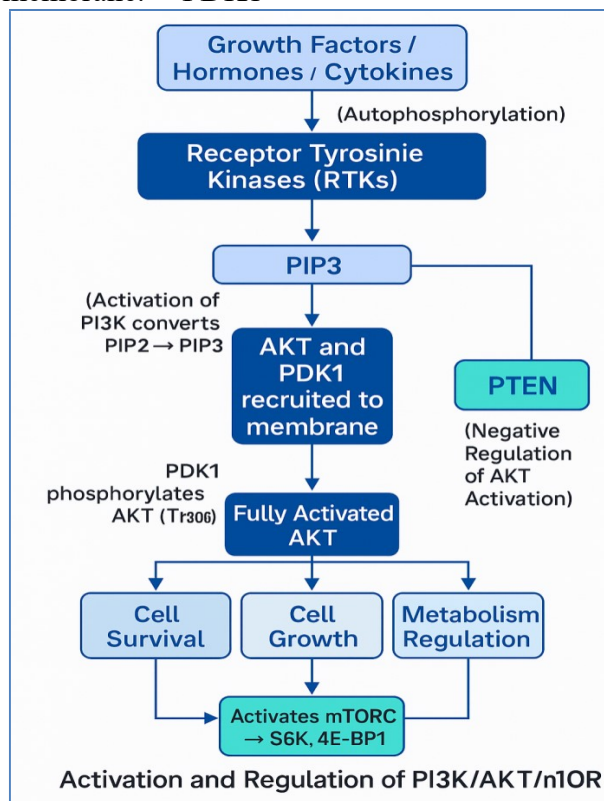 PDK1
Growth Factors /
Hormones / Cytokines
(Autophosphorylation)
Receptor Tyrosinie
Kinases (RTKs)
PIP3
(Activation of
PI3K converts
PIP2 → PIP3
AKT and
PDK1
recruited to
membrane
PTEN
(Negative
Regulation
of AKT
Activation)
PDK1
phosphorylates
AKT (Tr306)
Fully Activated
AKT
Cell
Survival
Cell
Growth
Metabolism
Regulation
Activates mTORC
→ S6K, 4E-BP1
Activation and Regulation of PI3K/AKT/n1OR